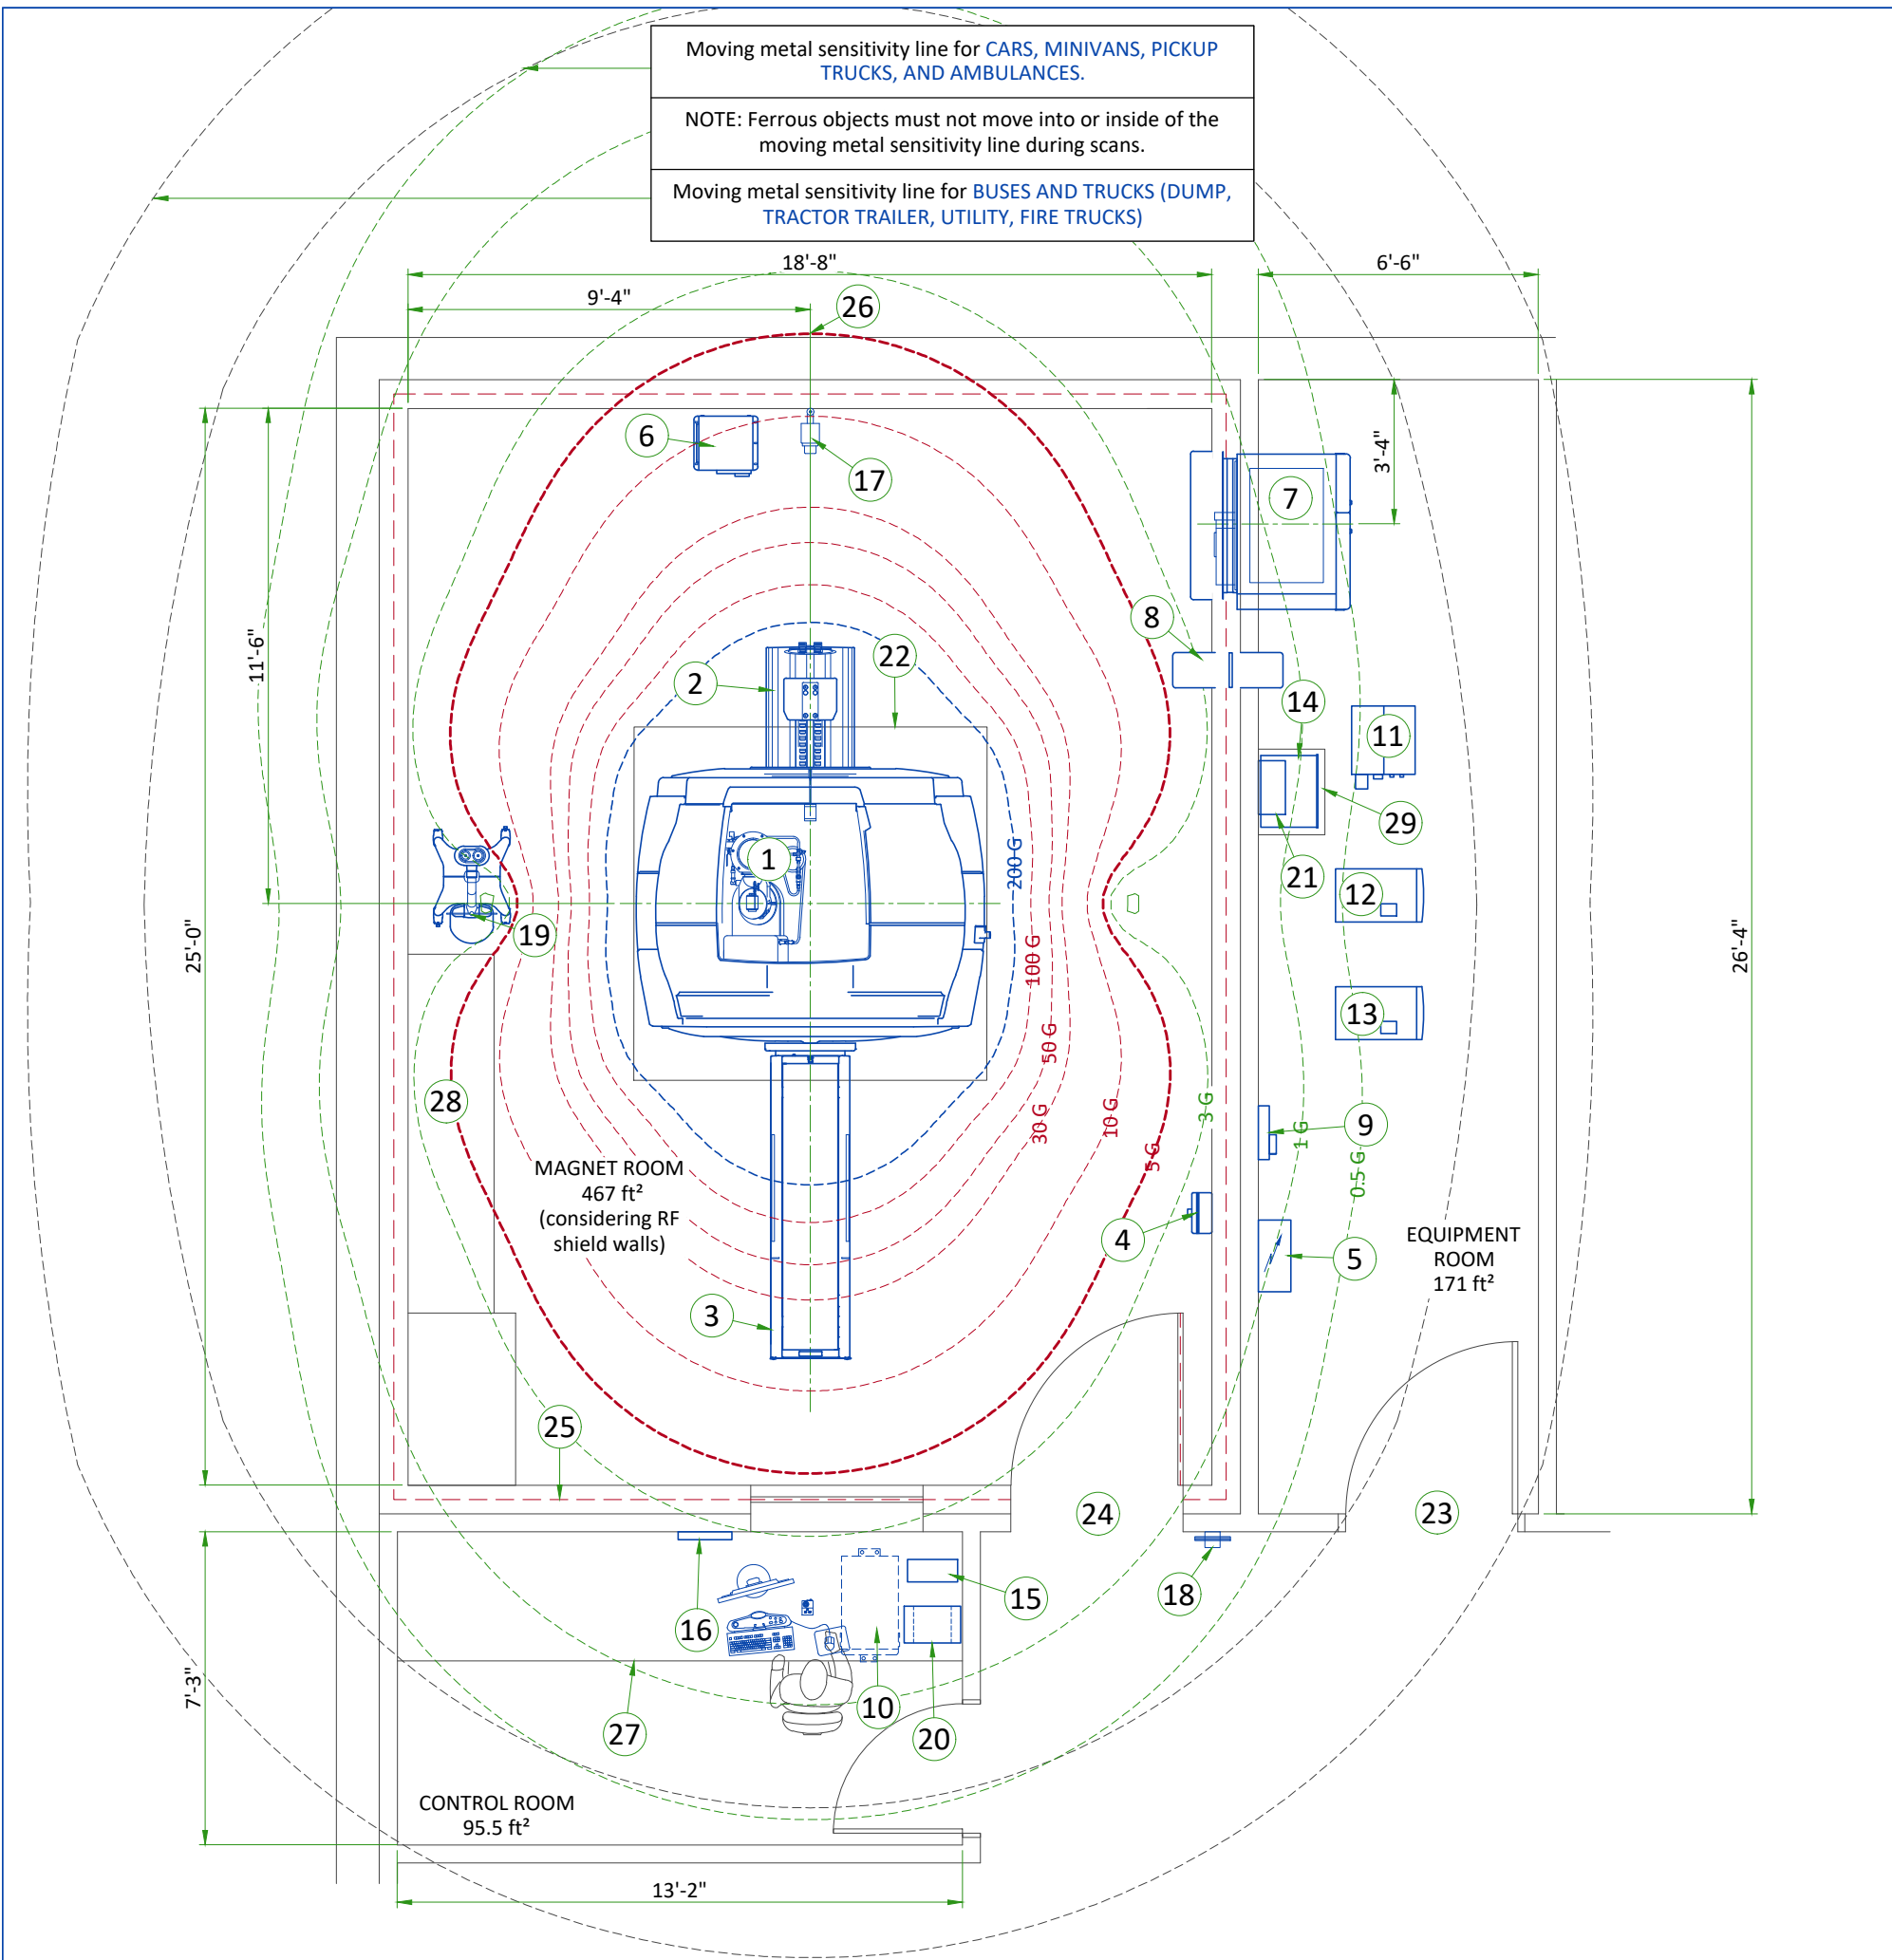 Moving metal sensitivity line for CARS, MINIVANS, PICKUP
TRUCKS, AND AMBULANCES.
NOTE: Ferrous objects must not move into or inside of the
moving metal sensitivity line during scans.
Moving metal sensitivity line for BUSES AND TRUCKS (DUMP,
TRACTOR TRAILER, UTILITY, FIRE TRUCKS)
18'-8"
6'-6"
9'-4"
26
6
17
7
3'-4"
8
11'-6"
22
2
14
11
29
1
200 G
21
12
19
25'-0"
100 G
26'-4"
13
50 G
28
30 G
10 G
3 G
9
1 G
5 G
0.5 G
MAGNET ROOM
467 ft²
(considering RF
shield walls)
4
5
EQUIPMENT
ROOM
171 ft²
3
25
24
23
15
18
16
7'-3"
10
27
20
CONTROL ROOM
95.5 ft²
13'-2"